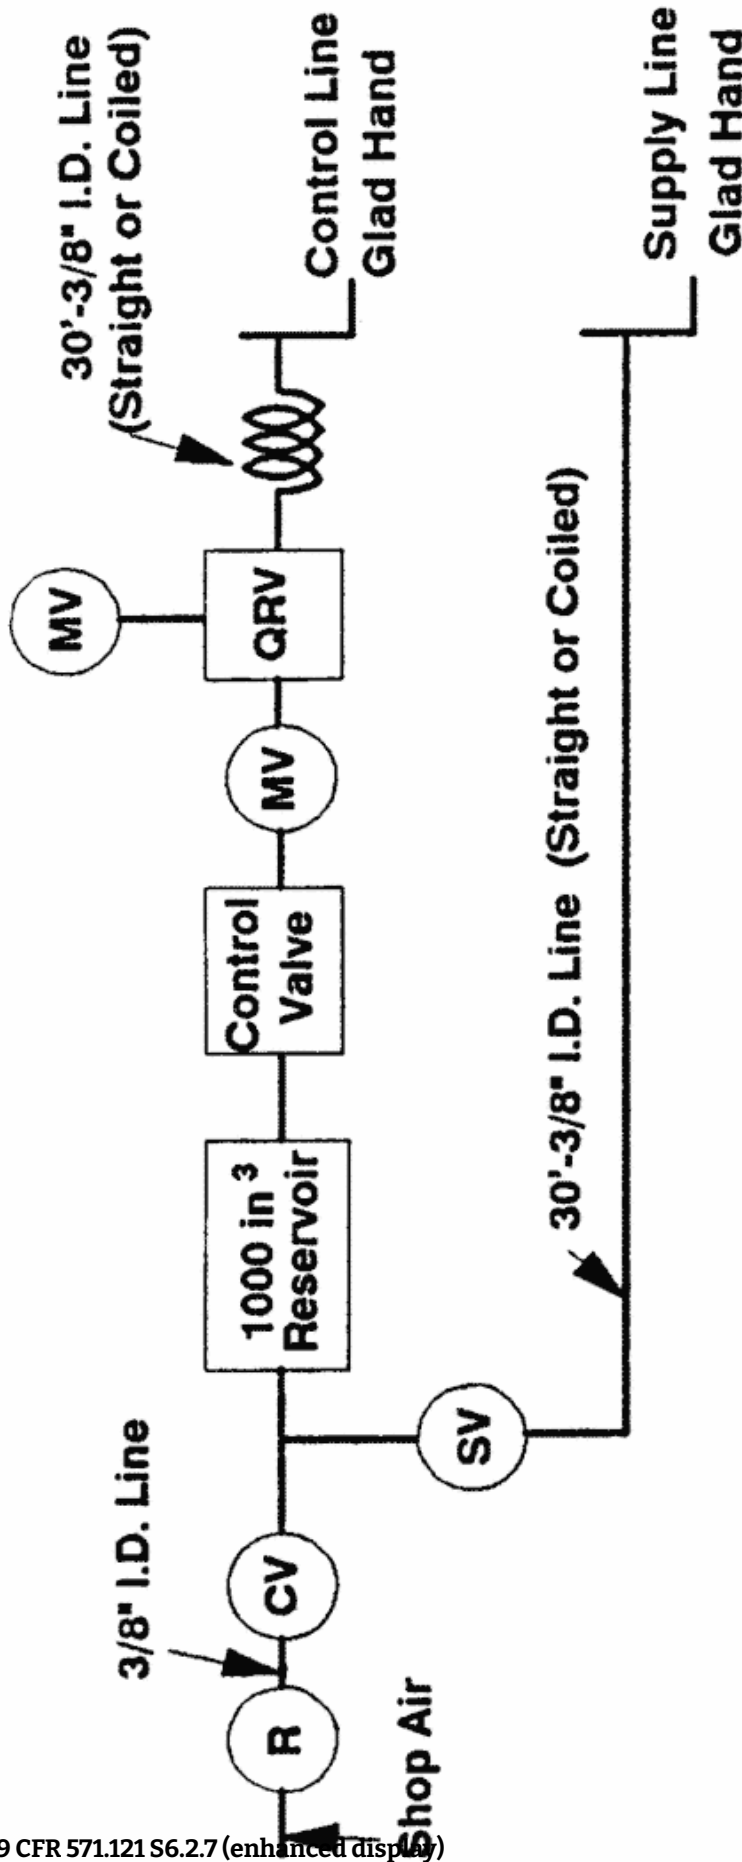 Shop Air
R
3/8" I.D. Line
CV
SV
1000 in³
Reservoir
Control
Valve
MV
QRV
MV
30'-3/8" I.D. Line
(Straight or Coiled)
Control Line
Glad Hand
30'-3/8" I.D. Line (Straight or Coiled)
Supply Line
Glad Hand
9 CFR 571.121 S6.2.7 (enhanced display)